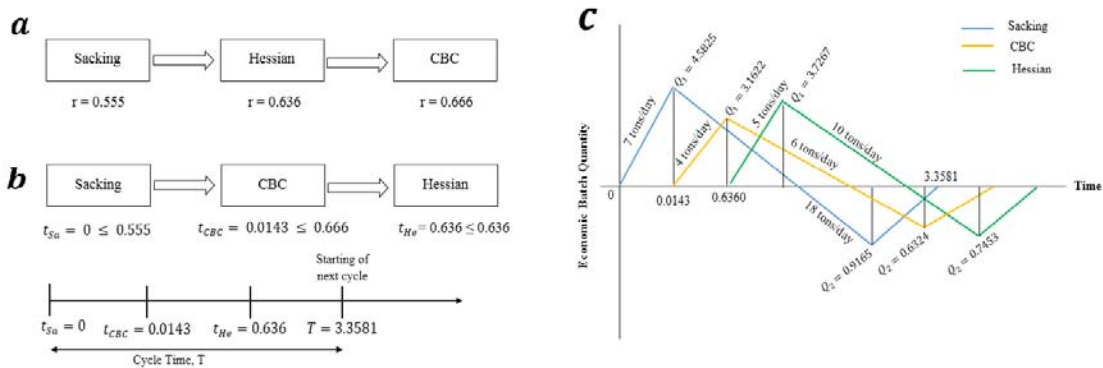 a
Sacking
Hessian
CBC
r = 0.555
r = 0.636
r = 0.666
b
Sacking
CBC
Hessian
t_Sa = 0 ≤ 0.555
t_CBC = 0.0143 ≤ 0.666
t_He = 0.636 ≤ 0.636
Starting of
next cycle
t_Sa = 0
t_CBC = 0.0143
t_He = 0.636
T = 3.3581
Cycle Time, T
c
Sacking
CBC
Hessian
Economic Batch Quantity
Time
0
0.0143
0.6360
3.3581
7 tons/day
Q₁ = 4.5825
4 tons/day
Q₁ = 3.1622
5 tons/day
Q₁ = 3.7267
10 tons/day
6 tons/day
18 tons/day
Q₂ = 0.9165
Q₂ = 0.6324
Q₂ = 0.7453